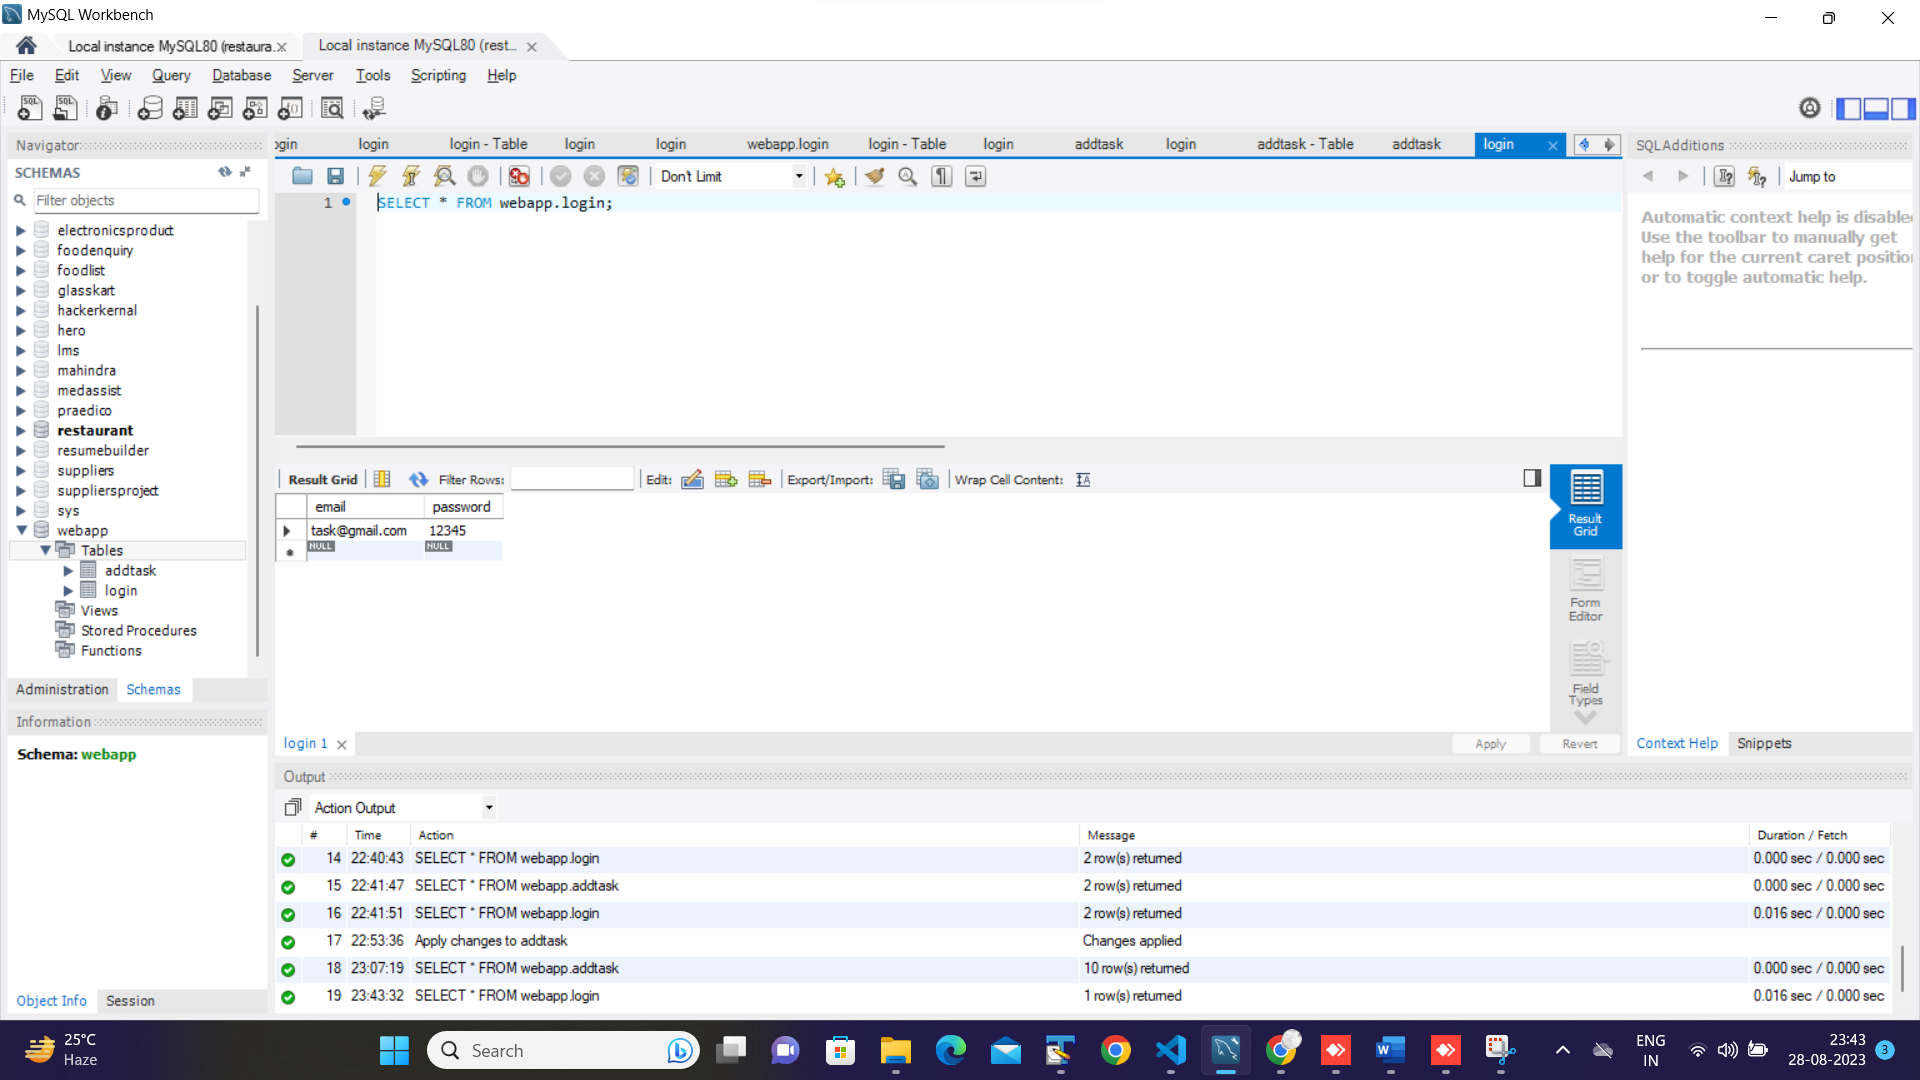 MySQL Workbench
Local instance MySQL80 (restaura...
Local instance MySQL80 (rest...
File Edit View Query Database Server Tools Scripting Help
Navigator
SCHEMAS
Filter objects
electronicsproduct
foodenquiry
foodlist
glasskart
hackerkernal
hero
lms
mahindra
medassist
praedico
restaurant
resumebuilder
suppliers
suppliersproject
sys
webapp
Tables
addtask
login
Views
Stored Procedures
Functions
Administration Schemas
Information
Schema: webapp
Object Info Session
login login - Table login login webapp.login login - Table login addtask login addtask - Table addtask login
Don't Limit
1 SELECT * FROM webapp.login;
Result Grid Filter Rows: Edit: Export/Import: Wrap Cell Content:
email password
task@gmail.com 12345
NULL NULL
Result Grid
Form Editor
Field Types
login 1
Apply Revert
SQLAdditions
Jump to
Automatic context help is disable
Use the toolbar to manually get
help for the current caret positio
or to toggle automatic help.
Context Help Snippets
Output
Action Output
# Time Action Message Duration / Fetch
14 22:40:43 SELECT * FROM webapp.login 2 row(s) returned 0.000 sec / 0.000 sec
15 22:41:47 SELECT * FROM webapp.addtask 2 row(s) returned 0.000 sec / 0.000 sec
16 22:41:51 SELECT * FROM webapp.login 2 row(s) returned 0.016 sec / 0.000 sec
17 22:53:36 Apply changes to addtask Changes applied
18 23:07:19 SELECT * FROM webapp.addtask 10 row(s) returned 0.000 sec / 0.000 sec
19 23:43:32 SELECT * FROM webapp.login 1 row(s) returned 0.016 sec / 0.000 sec
25°C
Haze
Search
ENG
IN
23:43
28-08-2023
3